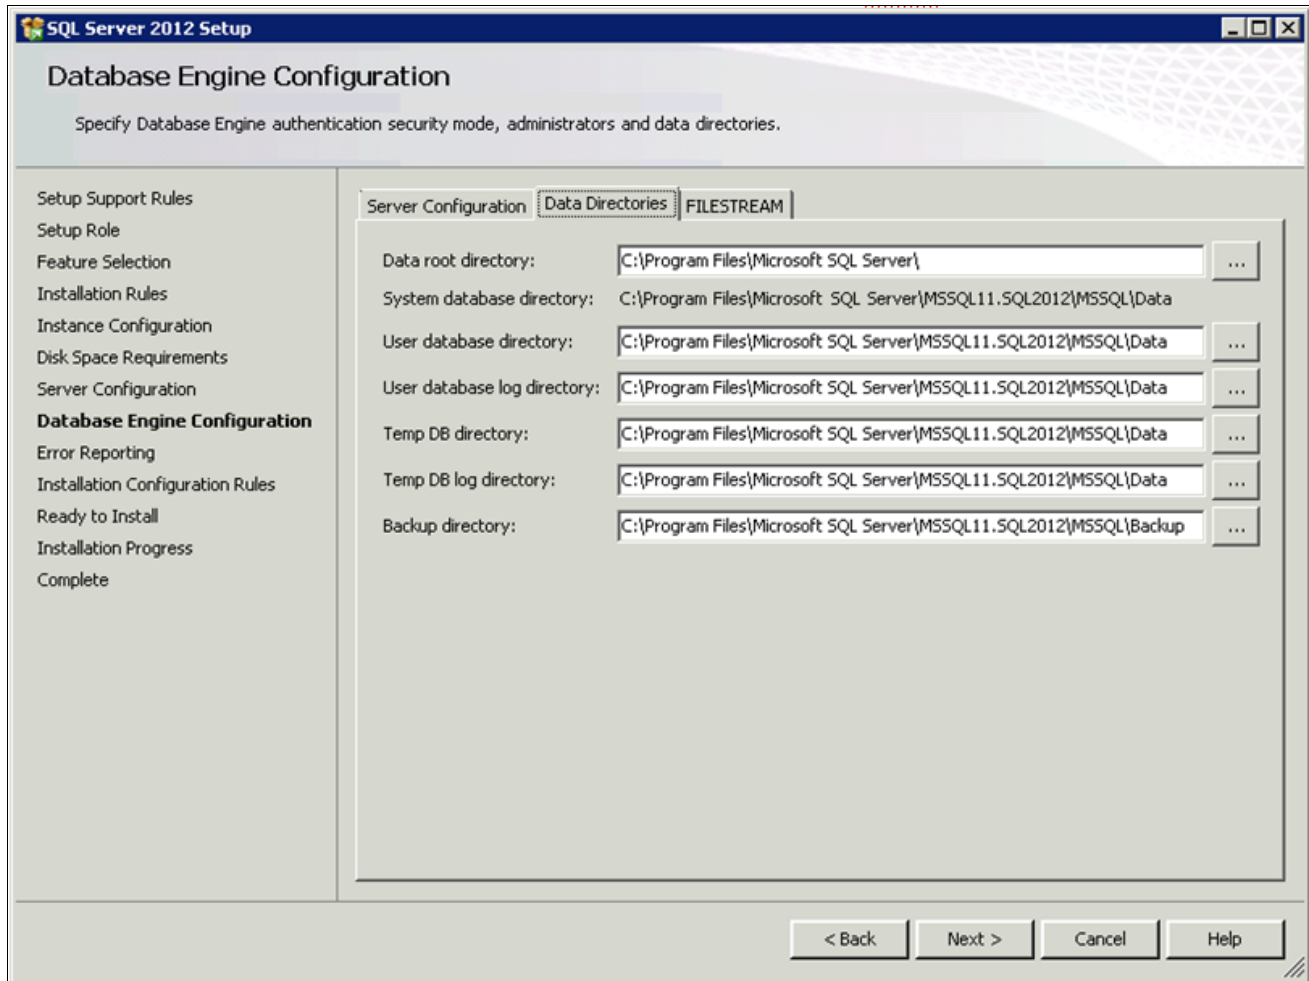 SQL Server 2012 Setup
Database Engine Configuration
Specify Database Engine authentication security mode, administrators and data directories.
Setup Support Rules
Setup Role
Feature Selection
Installation Rules
Instance Configuration
Disk Space Requirements
Server Configuration
Database Engine Configuration
Error Reporting
Installation Configuration Rules
Ready to Install
Installation Progress
Complete
Server Configuration Data Directories FILESTREAM
Data root directory: C:\Program Files\Microsoft SQL Server\ ...
System database directory: C:\Program Files\Microsoft SQL Server\MSSQL11.SQL2012\MSSQL\Data
User database directory: C:\Program Files\Microsoft SQL Server\MSSQL11.SQL2012\MSSQL\Data ...
User database log directory: C:\Program Files\Microsoft SQL Server\MSSQL11.SQL2012\MSSQL\Data ...
Temp DB directory: C:\Program Files\Microsoft SQL Server\MSSQL11.SQL2012\MSSQL\Data ...
Temp DB log directory: C:\Program Files\Microsoft SQL Server\MSSQL11.SQL2012\MSSQL\Data ...
Backup directory: C:\Program Files\Microsoft SQL Server\MSSQL11.SQL2012\MSSQL\Backup ...
< Back Next > Cancel Help